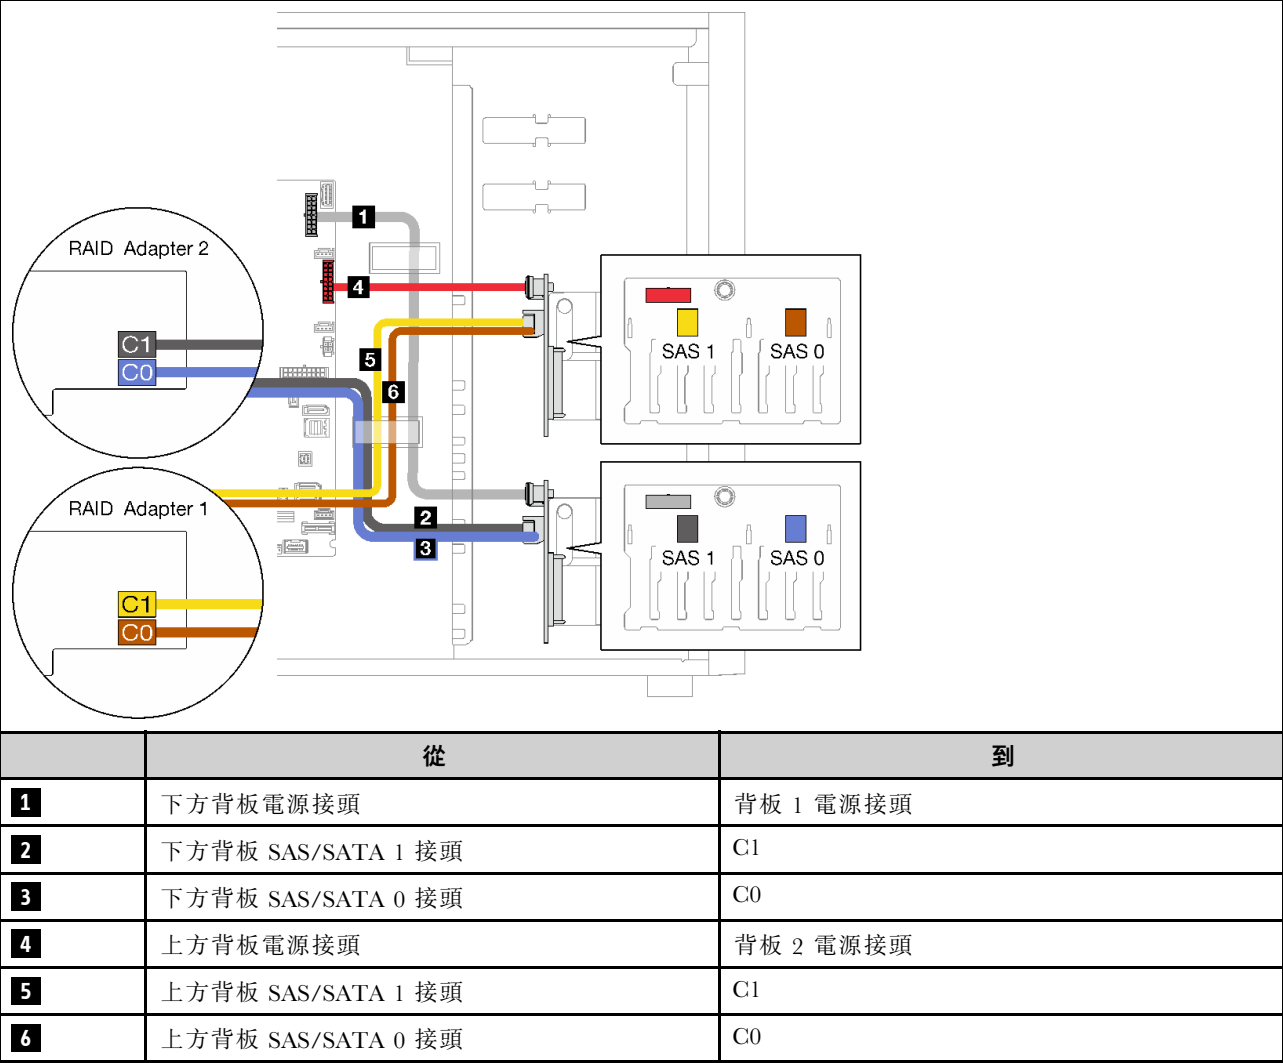 1
RAID Adapter 2
4
C1
C0
SAS 1
SAS 0
5
6
RAID Adapter 1
2
3
SAS 1
SAS 0
C1
C0
從 到
1 下方背板電源接頭 背板 1 電源接頭
2 下方背板 SAS/SATA 1 接頭 C1
3 下方背板 SAS/SATA 0 接頭 C0
4 上方背板電源接頭 背板 2 電源接頭
5 上方背板 SAS/SATA 1 接頭 C1
6 上方背板 SAS/SATA 0 接頭 C0